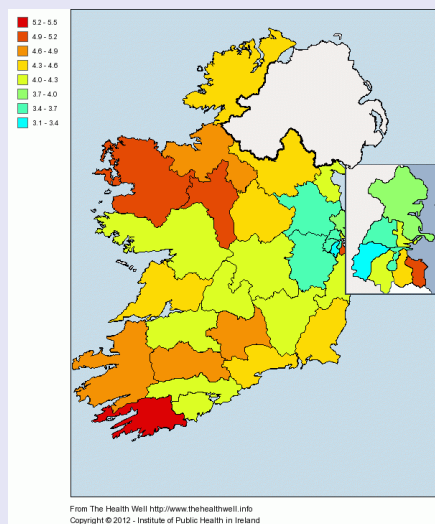 5.2 - 5.5
4.9 - 5.2
4.6 - 4.9
4.3 - 4.6
4.0 - 4.3
3.7 - 4.0
3.4 - 3.7
3.1 - 3.4
From The Health Well http://www.thehealthwell.info
Copyright © 2012 - Institute of Public Health in Ireland